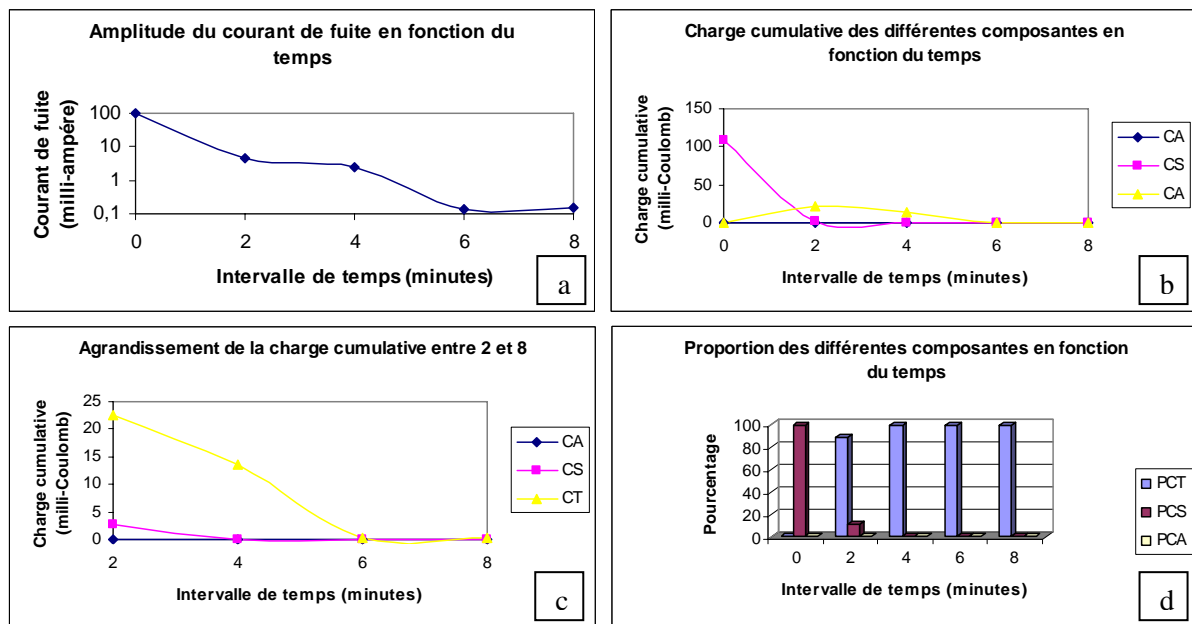 Amplitude du courant de fuite en fonction du
temps
Courant de fuite
(milli-ampére)
100
10
1
0,1
0 2 4 6 8
Intervalle de temps (minutes)
a
Charge cumulative des différentes composantes en
fonction du temps
Charge cumulative
(milli-Coulomb)
150
100
50
0
0 2 4 6 8
Intervalle de temps (minutes)
CA
CS
CA
b
Agrandissement de la charge cumulative entre 2 et 8
Charge cumulative
(milli-Coulomb)
25
20
15
10
5
0
2 4 6 8
Intervalle de temps (minutes)
CA
CS
CT
c
Proportion des différentes composantes en fonction
du temps
Pourcentage
100
80
60
40
20
0
0 2 4 6 8
Intervalle de temps (minutes)
PCT
PCS
PCA
d